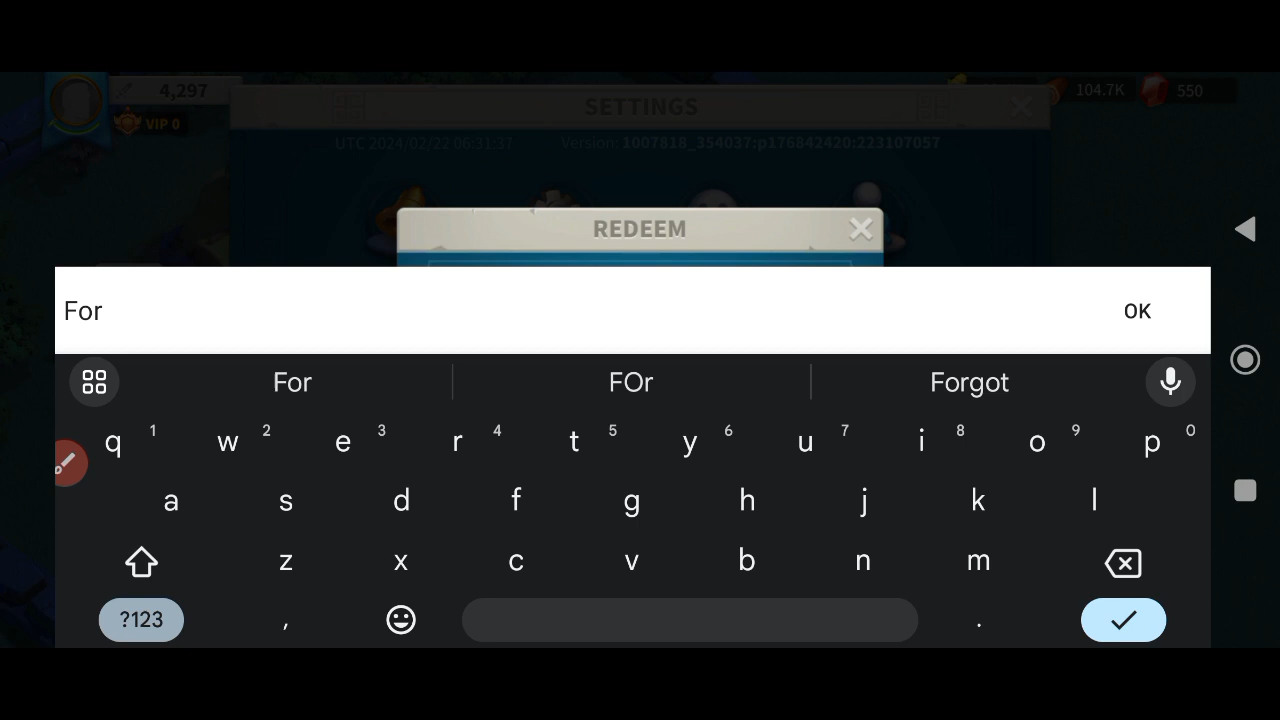 4,297
104.7K
550
SETTINGS
VIP 0
UTC 2024/02/22 06:31:37 Version: 1007818_354037:p176842420:223107057
REDEEM
For
OK
For FOr Forgot
q 1 w 2 e 3 r 4 t 5 y 6 u 7 i 8 o 9 p 0
a s d f g h j k l
z x c v b n m
?123 , .